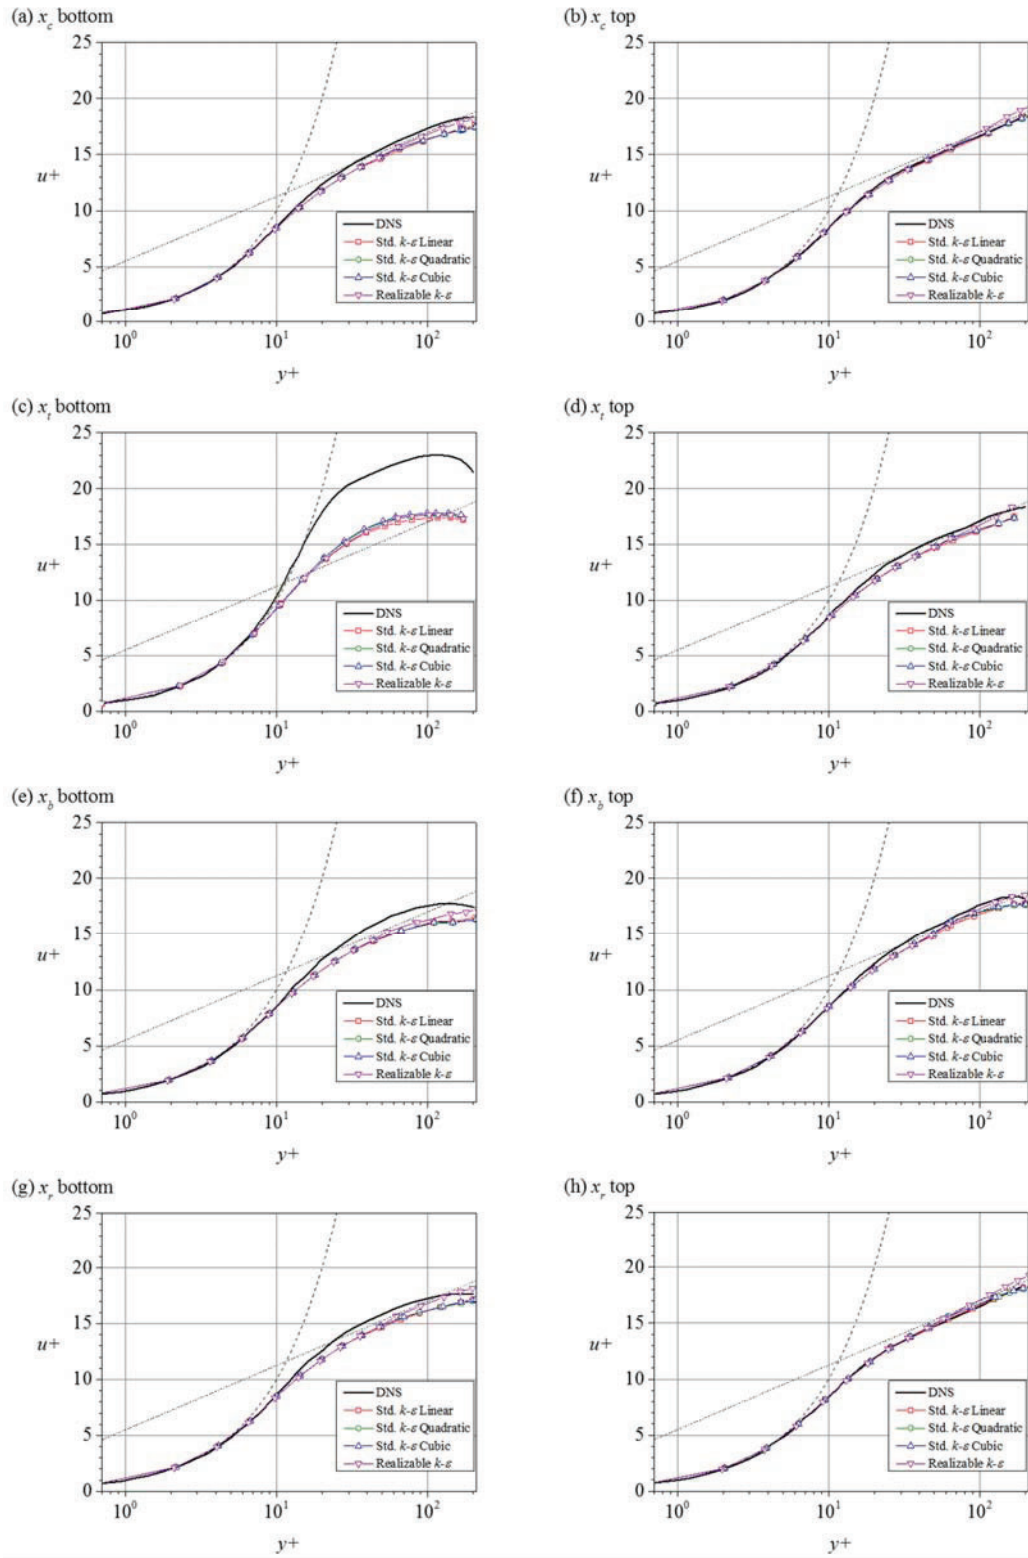 (a) x_c bottom
25
20
15
u+
10
5
0
DNS
Std. k-ε Linear
Std. k-ε Quadratic
Std. k-ε Cubic
Realizable k-ε
10^0 10^1 10^2
y+
(b) x_c top
25
20
15
u+
10
5
0
DNS
Std. k-ε Linear
Std. k-ε Quadratic
Std. k-ε Cubic
Realizable k-ε
10^0 10^1 10^2
y+
(c) x_t bottom
25
20
15
u+
10
5
0
DNS
Std. k-ε Linear
Std. k-ε Quadratic
Std. k-ε Cubic
Realizable k-ε
10^0 10^1 10^2
y+
(d) x_t top
25
20
15
u+
10
5
0
DNS
Std. k-ε Linear
Std. k-ε Quadratic
Std. k-ε Cubic
Realizable k-ε
10^0 10^1 10^2
y+
(e) x_b bottom
25
20
15
u+
10
5
0
DNS
Std. k-ε Linear
Std. k-ε Quadratic
Std. k-ε Cubic
Realizable k-ε
10^0 10^1 10^2
y+
(f) x_b top
25
20
15
u+
10
5
0
DNS
Std. k-ε Linear
Std. k-ε Quadratic
Std. k-ε Cubic
Realizable k-ε
10^0 10^1 10^2
y+
(g) x_r bottom
25
20
15
u+
10
5
0
DNS
Std. k-ε Linear
Std. k-ε Quadratic
Std. k-ε Cubic
Realizable k-ε
10^0 10^1 10^2
y+
(h) x_r top
25
20
15
u+
10
5
0
DNS
Std. k-ε Linear
Std. k-ε Quadratic
Std. k-ε Cubic
Realizable k-ε
10^0 10^1 10^2
y+